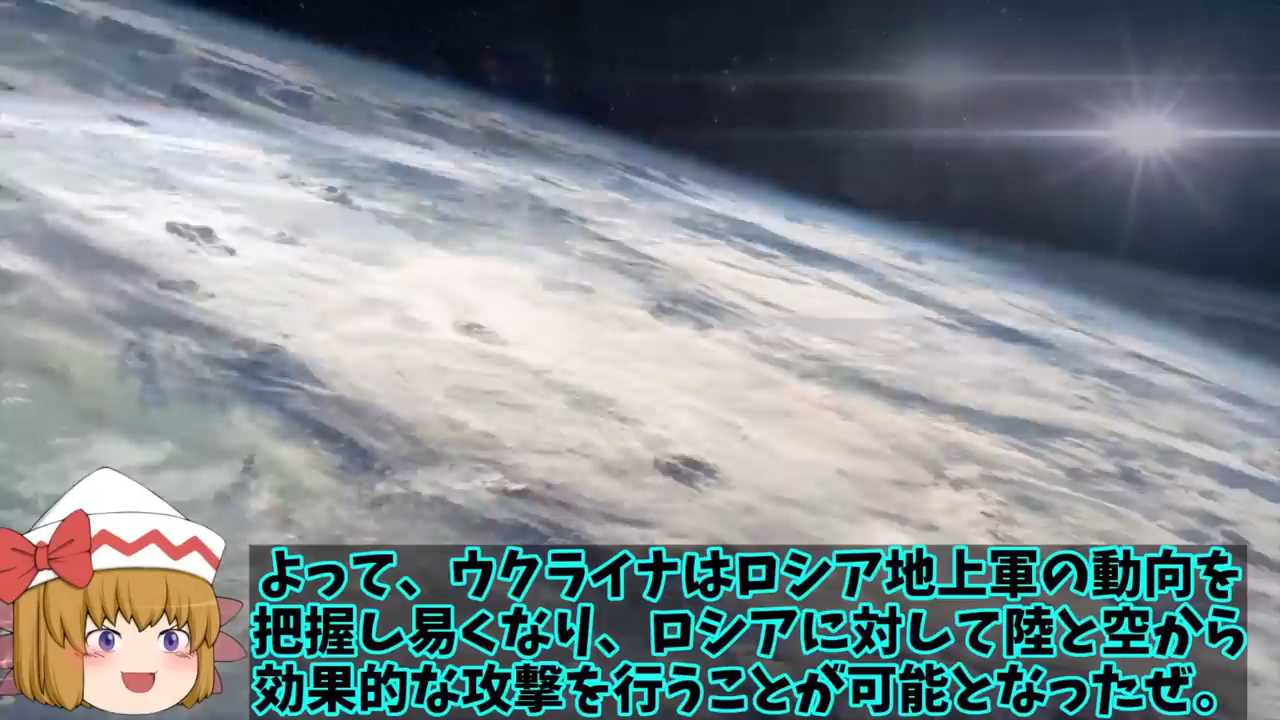 よって、ウクライナはロシア地上軍の動向を
把握し易くなり、ロシアに対して陸と空から
効果的な攻撃を行うことが可能となったぜ。